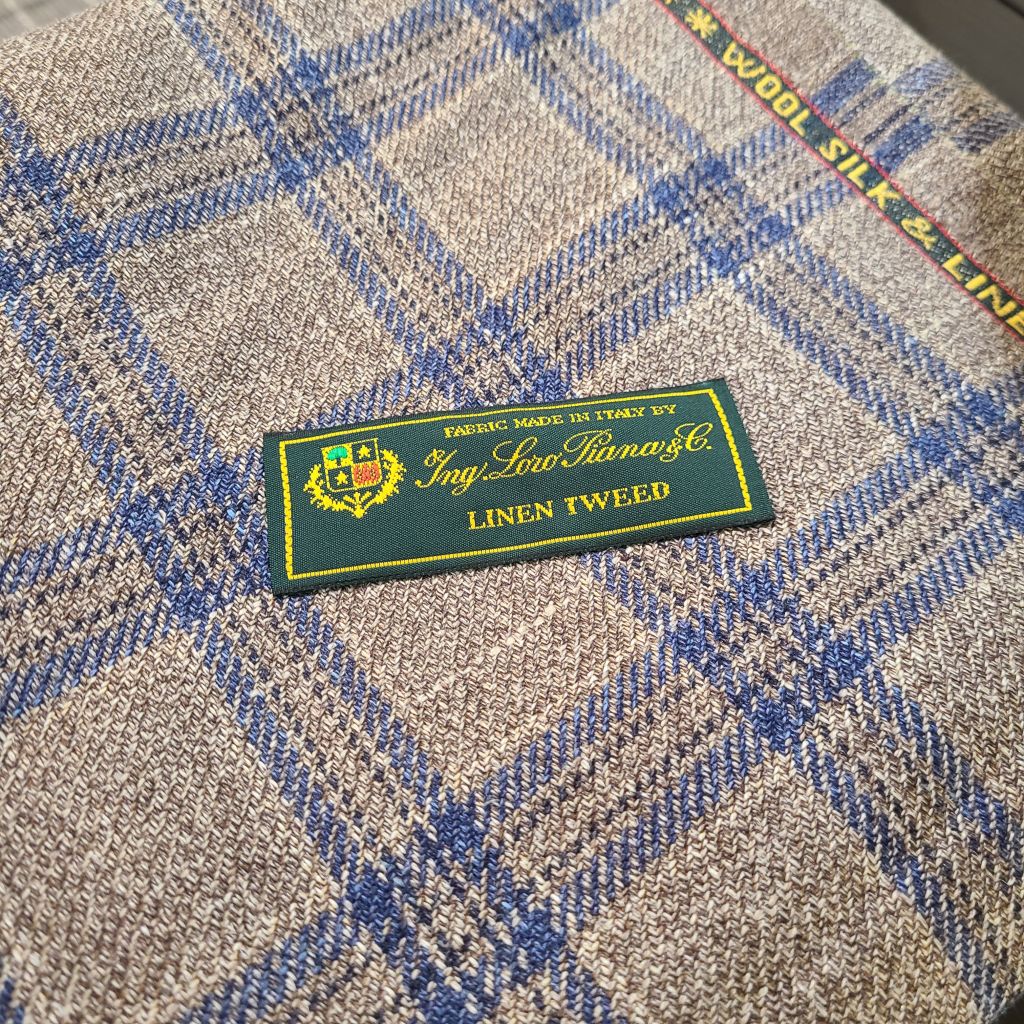 * WOOL SILK & LINE
FABRIC MADE IN ITALY BY
Ing. Loro Piana & C.
LINEN TWEED